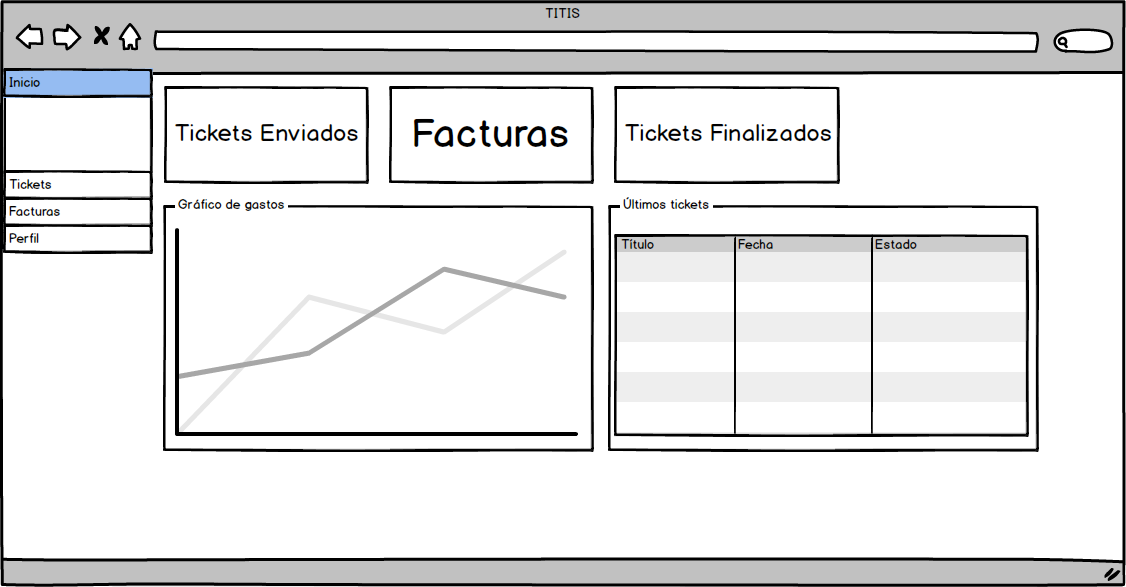 TITIS
Inicio
Tickets
Facturas
Perfil
Tickets Enviados
Facturas
Tickets Finalizados
Gráfico de gastos
Últimos tickets
Título Fecha Estado